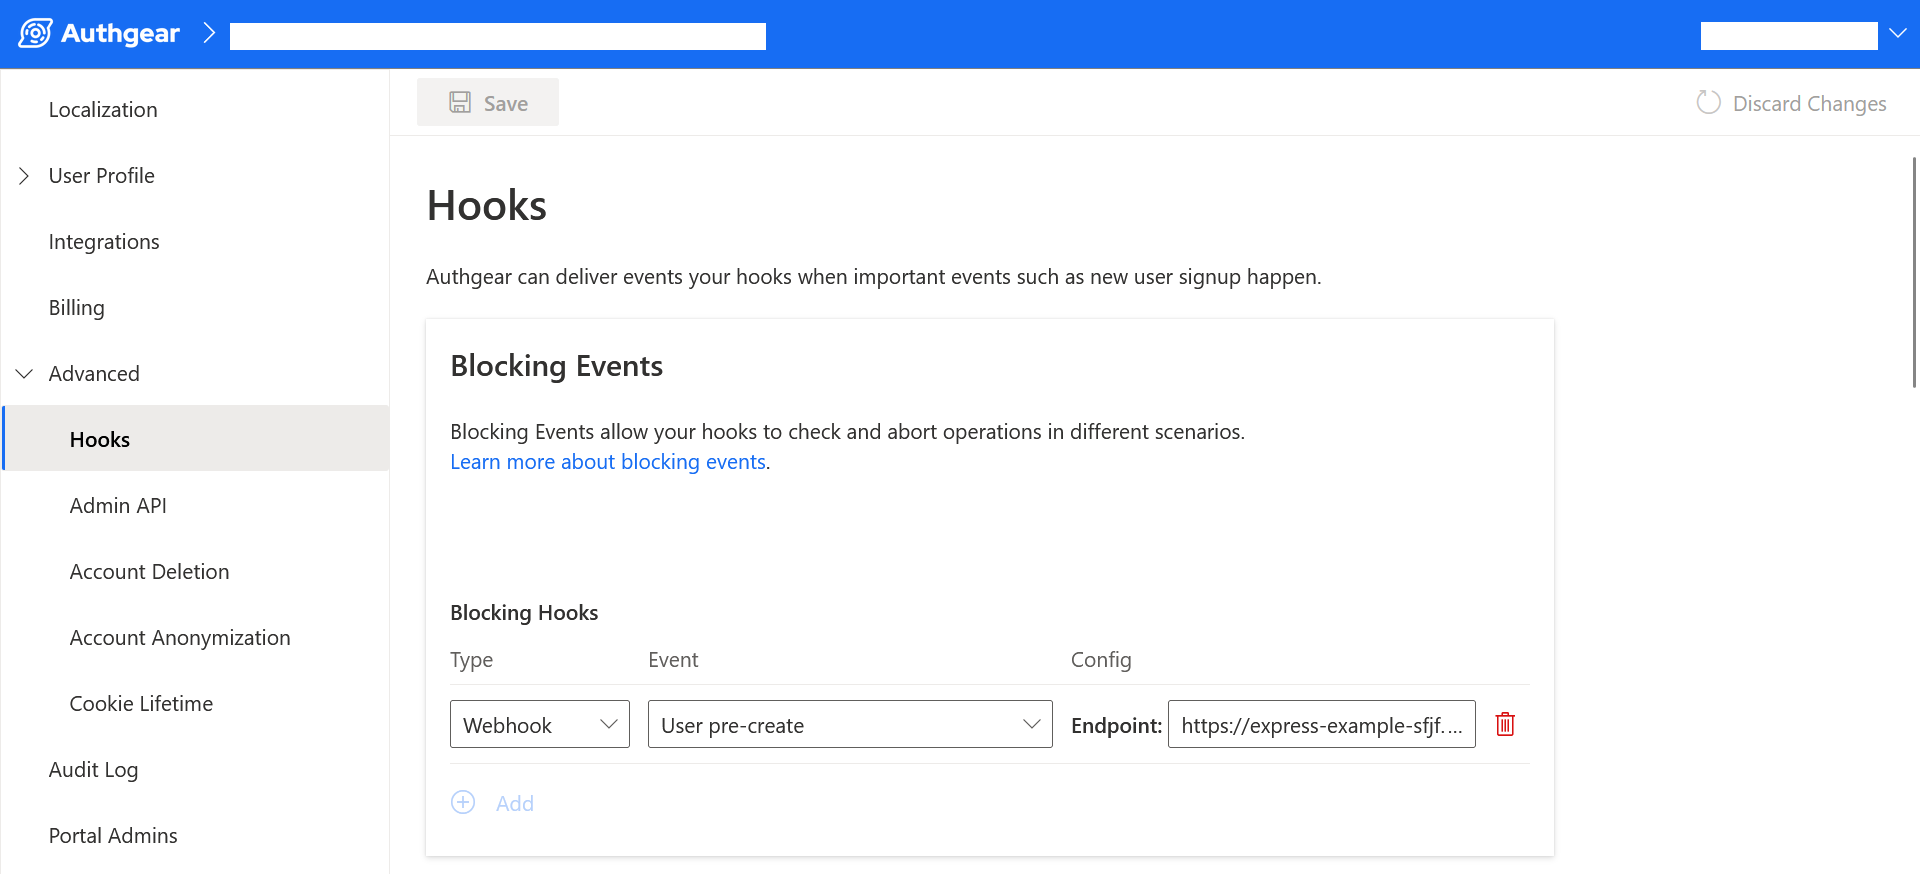 Authgear
Save
Discard Changes
Localization
User Profile
Integrations
Billing
Advanced
Hooks
Admin API
Account Deletion
Account Anonymization
Cookie Lifetime
Audit Log
Portal Admins
Hooks
Authgear can deliver events your hooks when important events such as new user signup happen.
Blocking Events
Blocking Events allow your hooks to check and abort operations in different scenarios.
Learn more about blocking events.
Blocking Hooks
Type Event Config
Webhook User pre-create Endpoint: https://express-example-sfjf. ...
Add